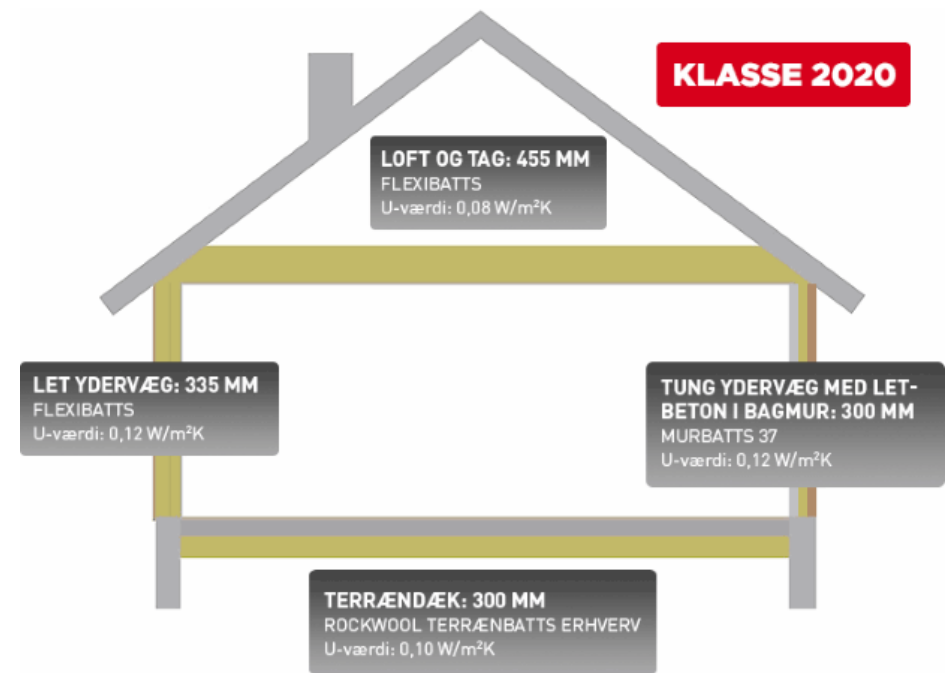 KLASSE 2020
LOFT OG TAG: 455 MM
FLEXIBATTS
U-værdi: 0,08 W/m²K
LET YDERVÆG: 335 MM
FLEXIBATTS
U-værdi: 0,12 W/m²K
TUNG YDERVÆG MED LET-
BETON I BAGMUR: 300 MM
MURBATTS 37
U-værdi: 0,12 W/m²K
TERRÆNDÆK: 300 MM
ROCKWOOL TERRÆNBATTS ERHVERV
U-værdi: 0,10 W/m²K